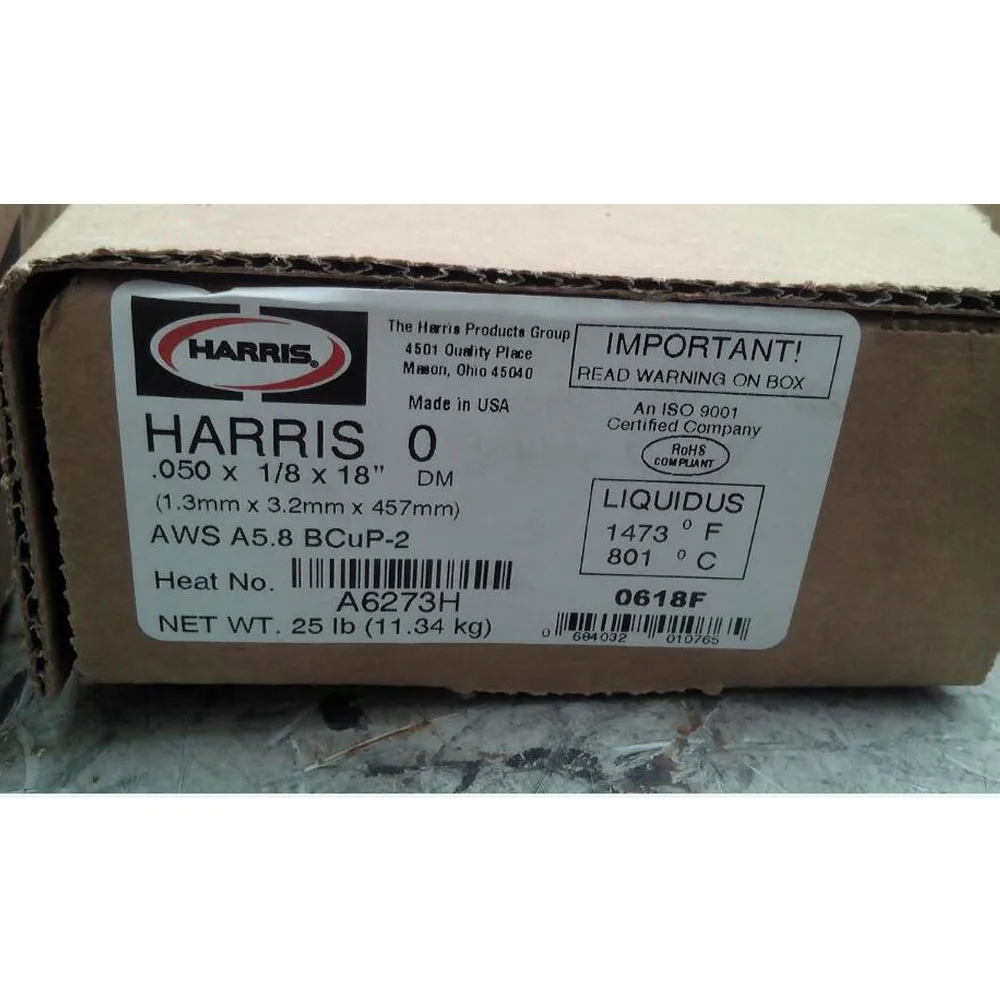 HARRIS®
The Harris Products Group
4501 Quality Place
Mason, Ohio 45040
Made in USA
IMPORTANT!
READ WARNING ON BOX
An ISO 9001
Certified Company
RoHS
COMPLIANT
HARRIS 0
.050 x 1/8 x 18" DM
(1.3mm x 3.2mm x 457mm)
AWS A5.8 BCuP-2
LIQUIDUS
1473 ° F
801 ° C
Heat No.
A6273H
NET WT. 25 lb (11.34 kg)
0618F
0 684032 010765